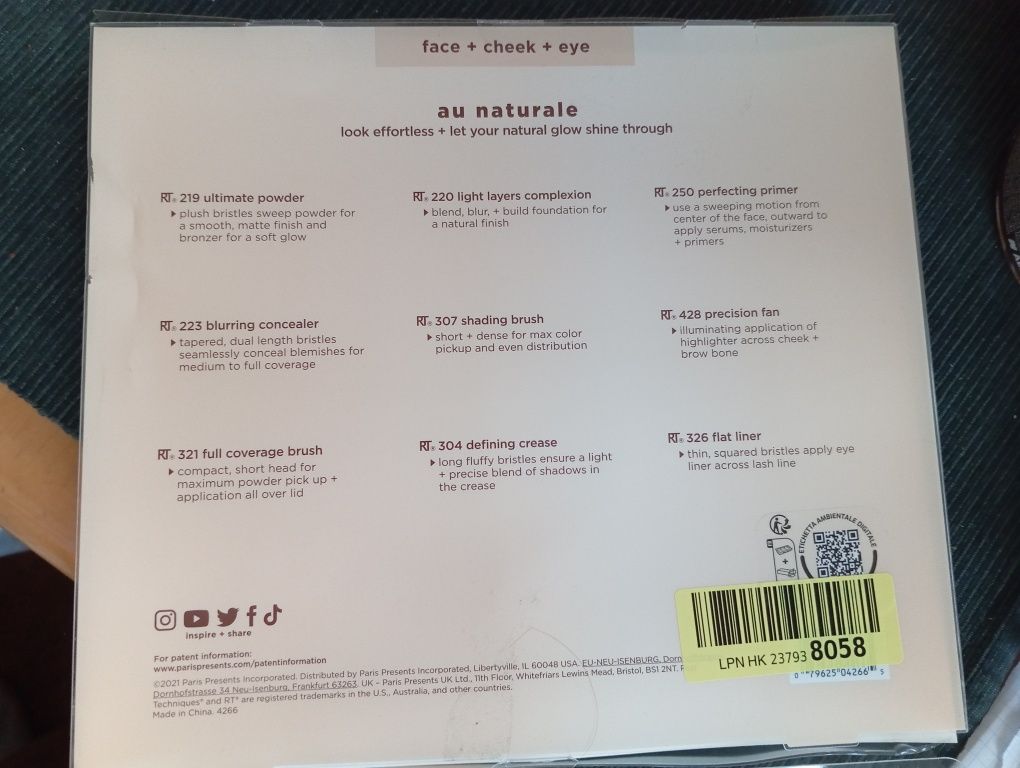 face + cheek + eye
au naturale
look effortless + let your natural glow shine through
RT® 219 ultimate powder
plush bristles sweep powder for
a smooth, matte finish and
bronzer for a soft glow
RT® 220 light layers complexion
blend, blur, + build foundation for
a natural finish
RT® 250 perfecting primer
use a sweeping motion from
center of the face, outward to
apply serums, moisturizers
+ primers
RT® 223 blurring concealer
tapered, dual length bristles
seamlessly conceal blemishes for
medium to full coverage
RT® 307 shading brush
short + dense for max color
pickup and even distribution
RT® 428 precision fan
illuminating application of
highlighter across cheek +
brow bone
RT® 321 full coverage brush
compact, short head for
maximum powder pick up +
application all over lid
RT® 304 defining crease
long fluffy bristles ensure a light
+ precise blend of shadows in
the crease
RT® 326 flat liner
thin, squared bristles apply eye
liner across lash line
ETICHETTA AMBIENTALE DIGITALE
inspire + share
For patent information:
www.parispresents.com/patentinformation
©2021 Paris Presents Incorporated. Distributed by Paris Presents Incorporated, Libertyville, IL 60048 USA. EU-NEU-ISENBURG,
Dornhofstrasse 34 Neu-Isenburg, Frankfurt 63263. UK – Paris Presents UK Ltd., 11th Floor, Whitefriars Lewins Mead, Bristol, BS1 2NT.
Techniques® and RT® are registered trademarks in the U.S., Australia, and other countries.
Made in China. 4266
LPN HK 23793 8058
0 79625 04266 5